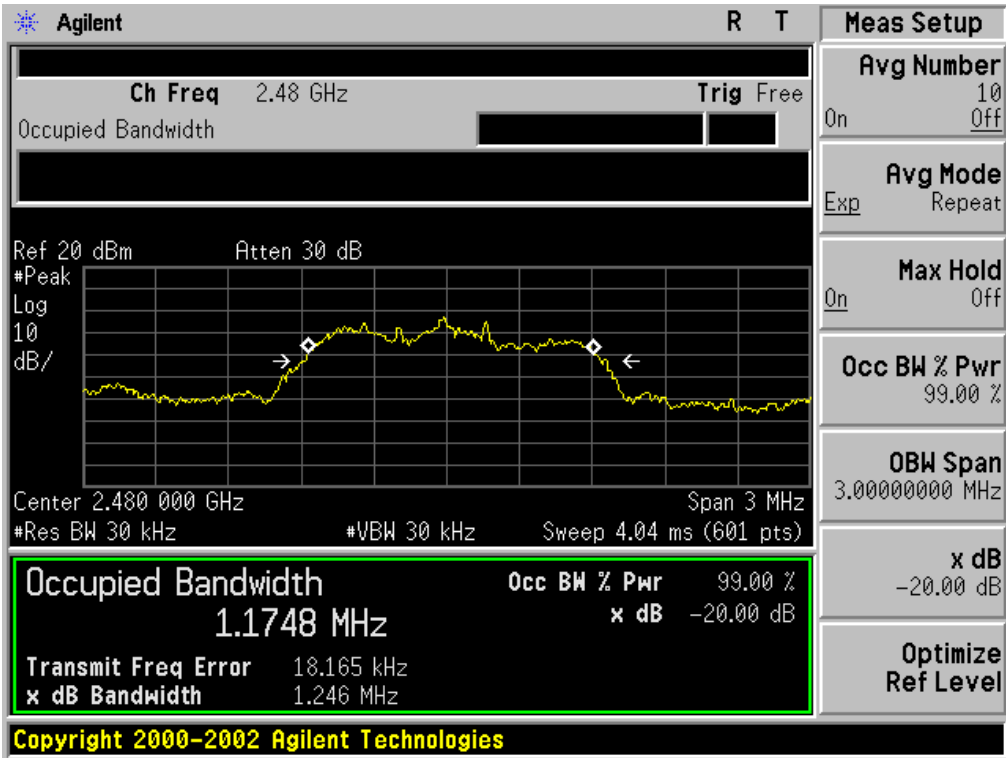 Agilent R T
Ch Freq 2.48 GHz Trig Free
Occupied Bandwidth
Ref 20 dBm Atten 30 dB
#Peak
Log
10
dB/
Center 2.480 000 GHz Span 3 MHz
#Res BW 30 kHz #VBW 30 kHz Sweep 4.04 ms (601 pts)
Occupied Bandwidth Occ BW % Pwr 99.00 %
1.1748 MHz x dB -20.00 dB
Transmit Freq Error 18.165 kHz
x dB Bandwidth 1.246 MHz
Copyright 2000-2002 Agilent Technologies
Meas Setup
Avg Number
10
On Off
Avg Mode
Exp Repeat
Max Hold
On Off
Occ BW % Pwr
99.00 %
OBW Span
3.00000000 MHz
x dB
-20.00 dB
Optimize
Ref Level